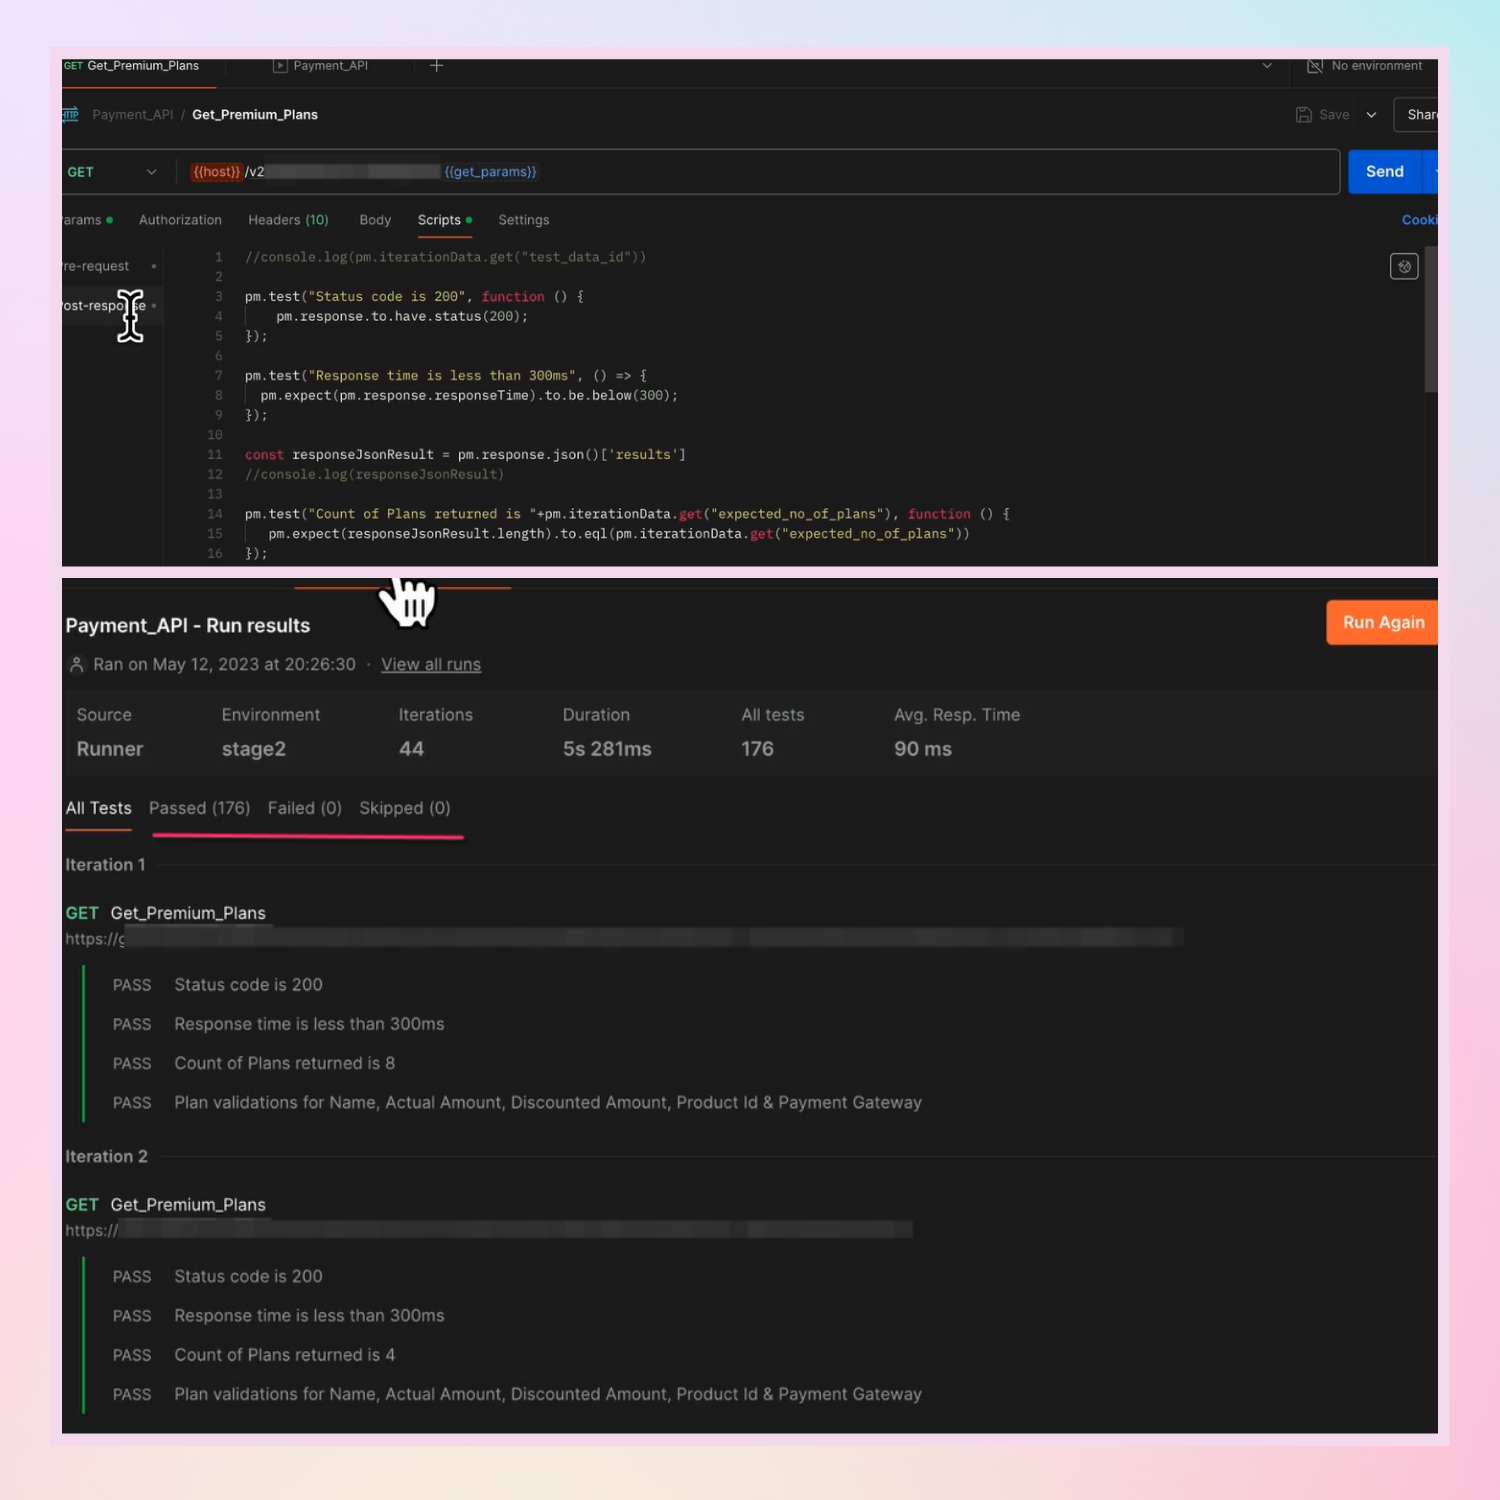 GET Get_Premium_Plans Payment_API + No environment
HTTP Payment_API / Get_Premium_Plans Save Share
GET {{host}} /v2 {{get_params}} Send
arams Authorization Headers (10) Body Scripts Settings Cooki
re-request
ost-response
1 //console.log(pm.iterationData.get("test_data_id"))
2
3 pm.test("Status code is 200", function () {
4 pm.response.to.have.status(200);
5 });
6
7 pm.test("Response time is less than 300ms", () => {
8 pm.expect(pm.response.responseTime).to.be.below(300);
9 });
10
11 const responseJsonResult = pm.response.json()['results']
12 //console.log(responseJsonResult)
13
14 pm.test("Count of Plans returned is "+pm.iterationData.get("expected_no_of_plans"), function () {
15 pm.expect(responseJsonResult.length).to.eql(pm.iterationData.get("expected_no_of_plans"))
16 });
Payment_API - Run results
Run Again
Ran on May 12, 2023 at 20:26:30 · View all runs
Source Environment Iterations Duration All tests Avg. Resp. Time
Runner stage2 44 5s 281ms 176 90 ms
All Tests Passed (176) Failed (0) Skipped (0)
Iteration 1
GET Get_Premium_Plans
https://g
PASS Status code is 200
PASS Response time is less than 300ms
PASS Count of Plans returned is 8
PASS Plan validations for Name, Actual Amount, Discounted Amount, Product Id & Payment Gateway
Iteration 2
GET Get_Premium_Plans
https://
PASS Status code is 200
PASS Response time is less than 300ms
PASS Count of Plans returned is 4
PASS Plan validations for Name, Actual Amount, Discounted Amount, Product Id & Payment Gateway